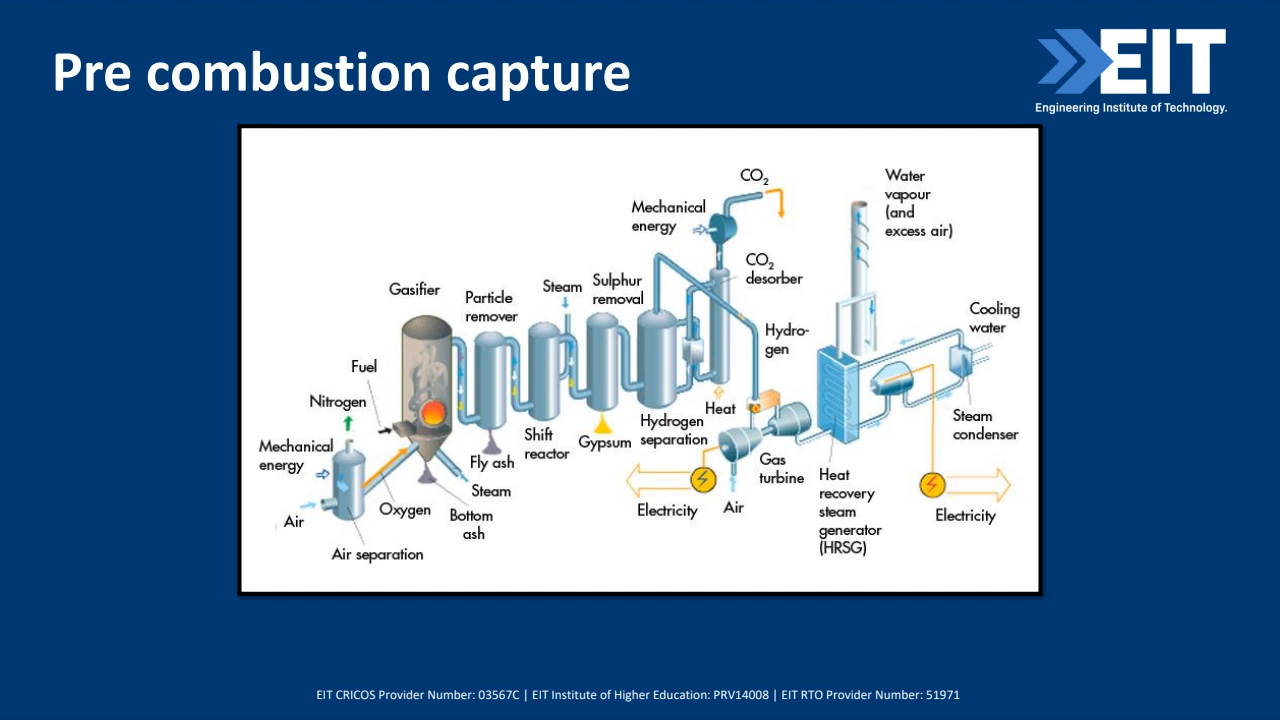 Pre combustion capture
EIT
Engineering Institute of Technology.
CO₂
Water
vapour
(and
excess air)
Mechanical
energy
CO₂
desorber
Gasifier
Particle
remover
Steam
Sulphur
removal
Hydro-
gen
Cooling
water
Fuel
Nitrogen
Mechanical
energy
Air
Oxygen
Air separation
Bottom
ash
Steam
Fly ash
Shift
reactor
Gypsum
Hydrogen
separation
Heat
Electricity
Air
Gas
turbine
Heat
recovery
steam
generator
(HRSG)
Steam
condenser
Electricity
EIT CRICOS Provider Number: 03567C | EIT Institute of Higher Education: PRV14008 | EIT RTO Provider Number: 51971